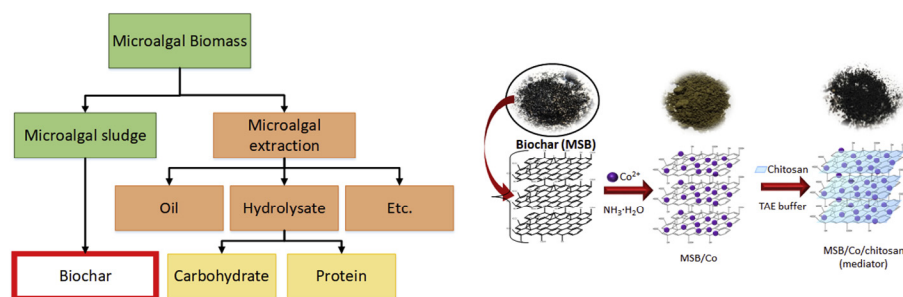 Microalgal Biomass
Microalgal sludge
Microalgal
extraction
Oil
Hydrolysate
Etc.
Biochar
Carbohydrate
Protein
Biochar (MSB)
Co²⁺
NH₃·H₂O
MSB/Co
Chitosan
TAE buffer
MSB/Co/chitosan
(mediator)